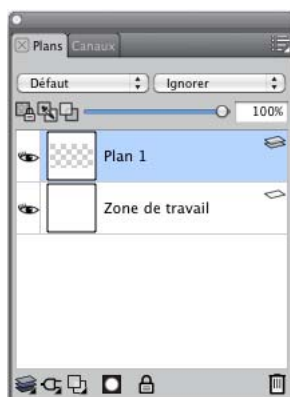 Plans Canaux
Défaut Ignorer
100%
Plan 1
Zone de travail